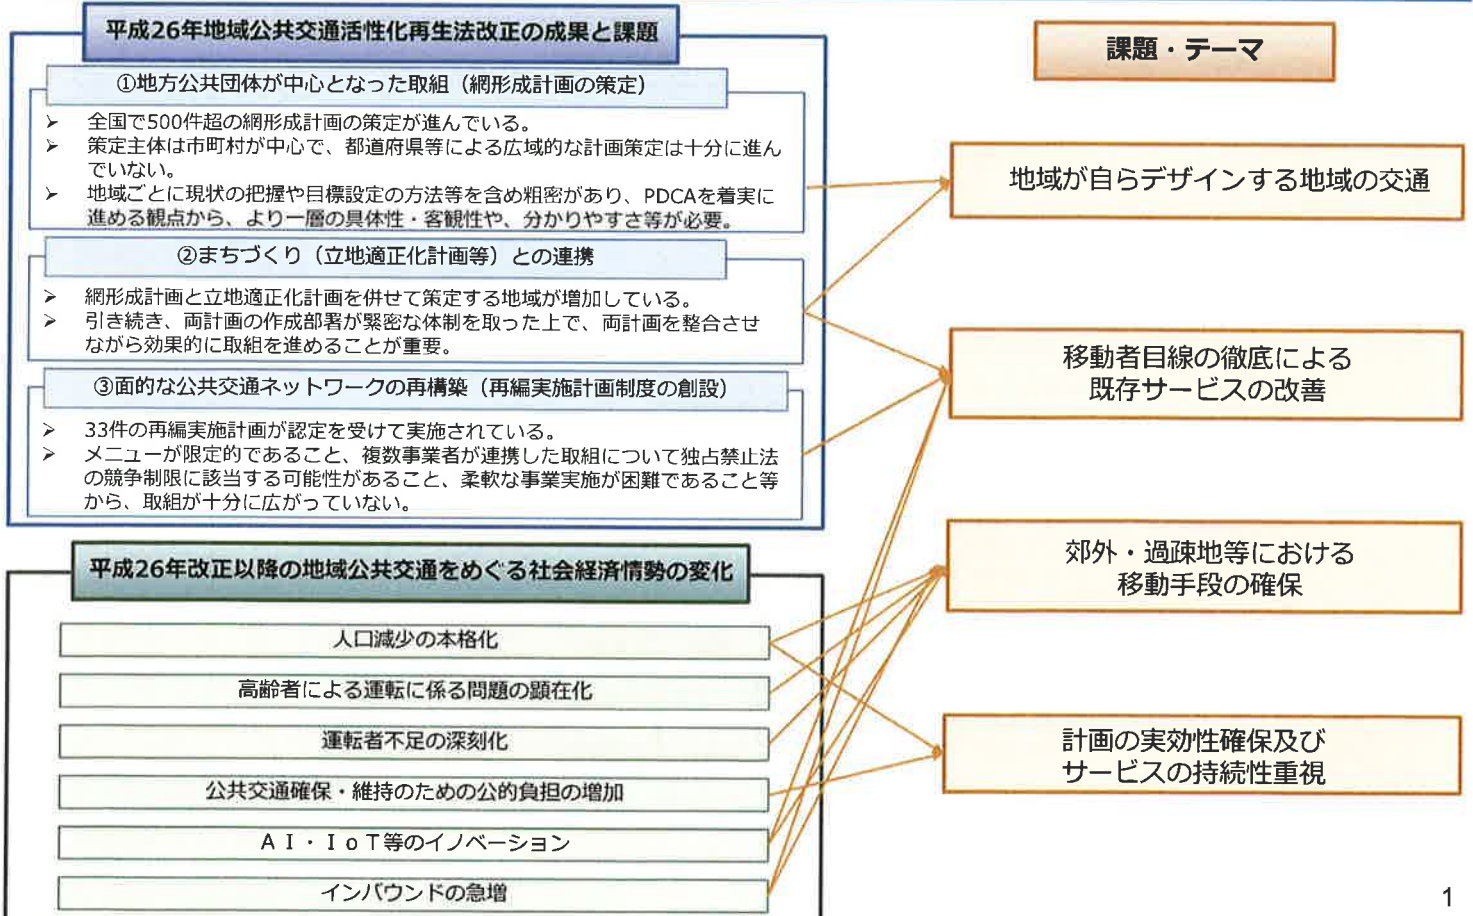 平成26年地域公共交通活性化再生法改正の成果と課題
①地方公共団体が中心となった取組（網形成計画の策定）
➢ 全国で500件超の網形成計画の策定が進んでいる。
➢ 策定主体は市町村が中心で、都道府県等による広域的な計画策定は十分に進ん
でいない。
➢ 地域ごとに現状の把握や目標設定の方法等を含め粗密があり、PDCAを着実に
進める観点から、より一層の具体性・客観性や、分かりやすさ等が必要。
②まちづくり（立地適正化計画等）との連携
➢ 網形成計画と立地適正化計画を併せて策定する地域が増加している。
➢ 引き続き、両計画の作成部署が緊密な体制を取った上で、両計画を整合させ
ながら効果的に取組を進めることが重要。
③面的な公共交通ネットワークの再構築（再編実施計画制度の創設）
➢ 33件の再編実施計画が認定を受けて実施されている。
➢ メニューが限定的であること、複数事業者が連携した取組について独占禁止法
の競争制限に該当する可能性があること、柔軟な事業実施が困難であること等
から、取組が十分に広がっていない。
平成26年改正以降の地域公共交通をめぐる社会経済情勢の変化
人口減少の本格化
高齢者による運転に係る問題の顕在化
運転者不足の深刻化
公共交通確保・維持のための公的負担の増加
ＡＩ・ＩｏＴ等のイノベーション
インバウンドの急増
課題・テーマ
地域が自らデザインする地域の交通
移動者目線の徹底による
既存サービスの改善
郊外・過疎地等における
移動手段の確保
計画の実効性確保及び
サービスの持続性重視
1